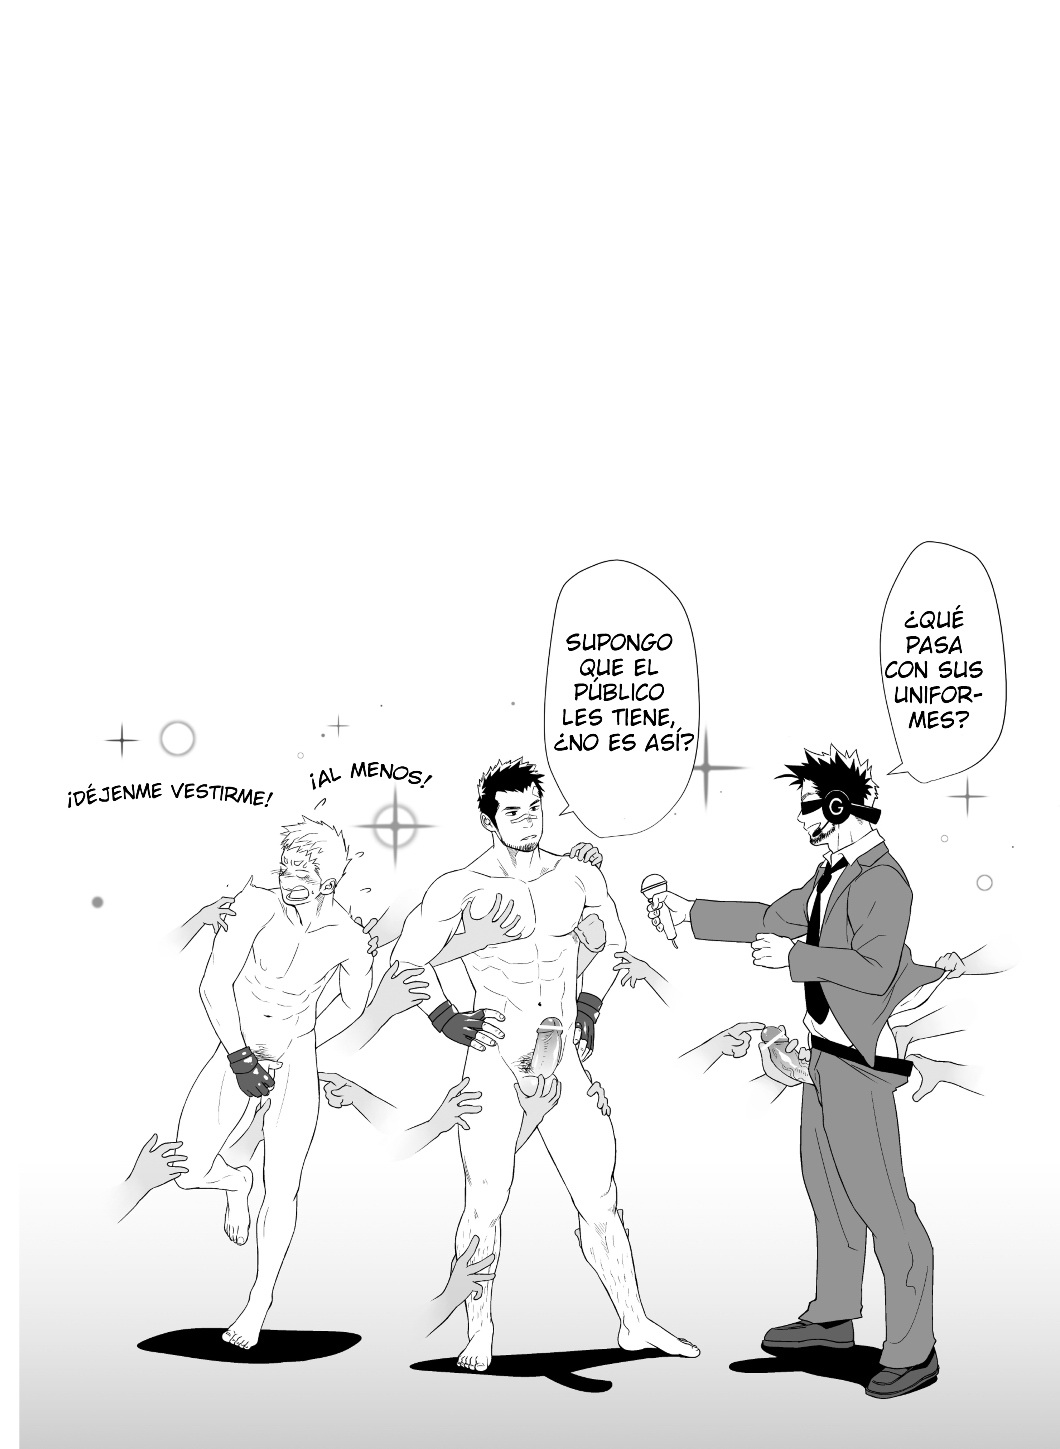 ¿QUÉ
PASA
CON SUS
UNIFOR-
MES?
SUPONGO
QUE EL
PÚBLICO
LES TIENE,
¿NO ES ASÍ?
¡AL MENOS!
¡DÉJENME VESTIRME!
G